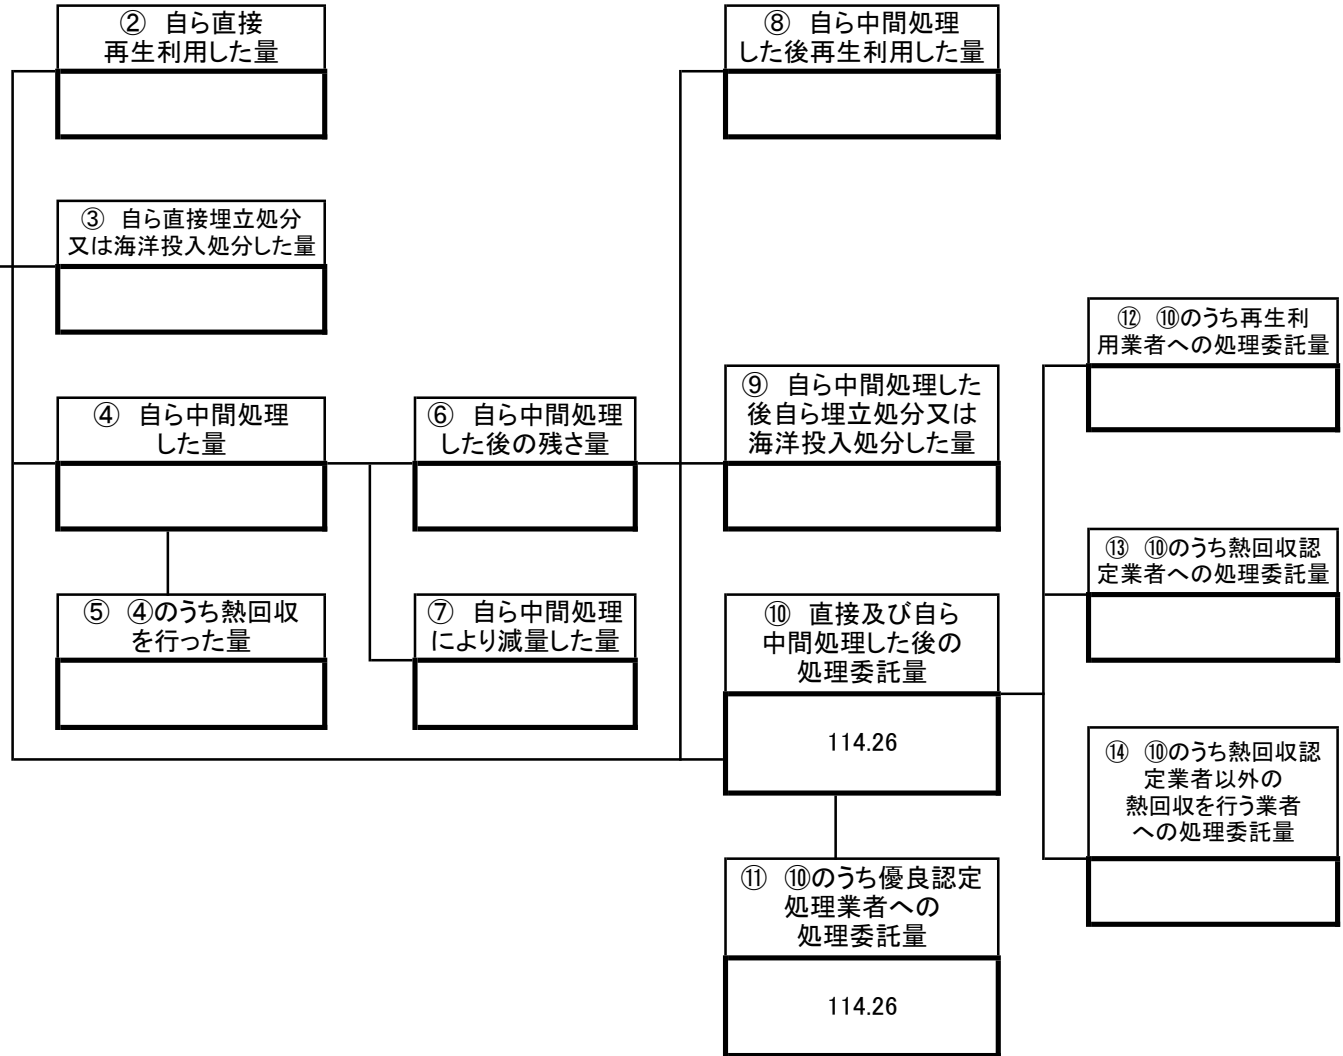 ② 自ら直接
再生利用した量
⑧ 自ら中間処理
した後再生利用した量
③ 自ら直接埋立処分
又は海洋投入処分した量
⑫ ⑩のうち再生利
用業者への処理委託量
④ 自ら中間処理
した量
⑥ 自ら中間処理
した後の残さ量
⑨ 自ら中間処理した
後自ら埋立処分又は
海洋投入処分した量
⑬ ⑩のうち熱回収認
定業者への処理委託量
⑤ ④のうち熱回収
を行った量
⑦ 自ら中間処理
により減量した量
⑩ 直接及び自ら
中間処理した後の
処理委託量
114.26
⑭ ⑩のうち熱回収認
定業者以外の
熱回収を行う業者
への処理委託量
⑪ ⑩のうち優良認定
処理業者への
処理委託量
114.26